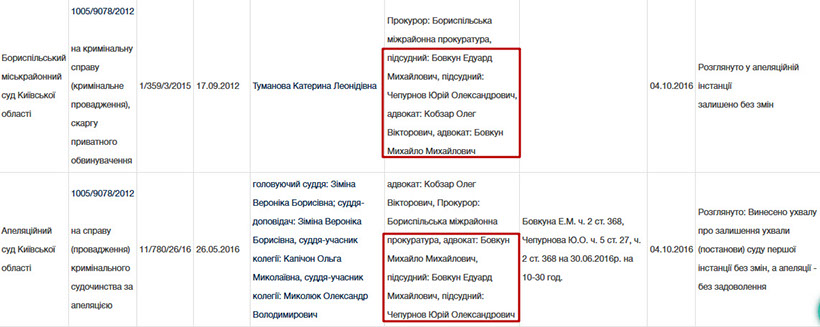 1005/9078/2012
на кримінальну
справу
(кримінальне
провадження),
скаргу
приватного
обвинувачення
Бориспільський
міськрайонний
суд Київської
області
1/359/3/2015
17.09.2012
Туманова Катерина Леонідівна
Прокурор: Бориспільська
міжрайонна прокуратура,
підсудний: Бовкун Едуард
Михайлович, підсудний:
Чепурнов Юрій Олександрович,
адвокат: Кобзар Олег
Вікторович, адвокат: Бовкун
Михайло Михайлович
04.10.2016
Розглянуто у апеляційній
інстанції
залишено без змін
Апеляційний
суд Київської
області
1005/9078/2012
на справу
(провадження)
кримінального
судочинства за
апеляцією
11/780/26/16
26.05.2016
головуючий суддя: Зіміна
Вероніка Борисівна; суддя-
доповідач: Зіміна Вероніка
Борисівна, суддя-учасник
колегії: Капічон Ольга
Миколаївна, суддя-учасник
колегії: Миколюк Олександр
Володимирович
адвокат: Кобзар Олег
Вікторович, Прокурор:
Бориспільська міжрайонна
прокуратура, адвокат: Бовкун
Михайло Михайлович,
підсудний: Бовкун Едуард
Михайлович, підсудний:
Чепурнов Юрій Олександрович
Бовкуна Е.М. ч. 2 ст. 368,
Чепурнова Ю.О. ч. 5 ст. 27, ч.
2 ст. 368 на 30.06.2016р. на
10-30 год.
04.10.2016
Розглянуто: Винесено ухвалу
про залишення ухвали
(постанови) суду першої
інстанції без змін, а апеляції -
без задоволення